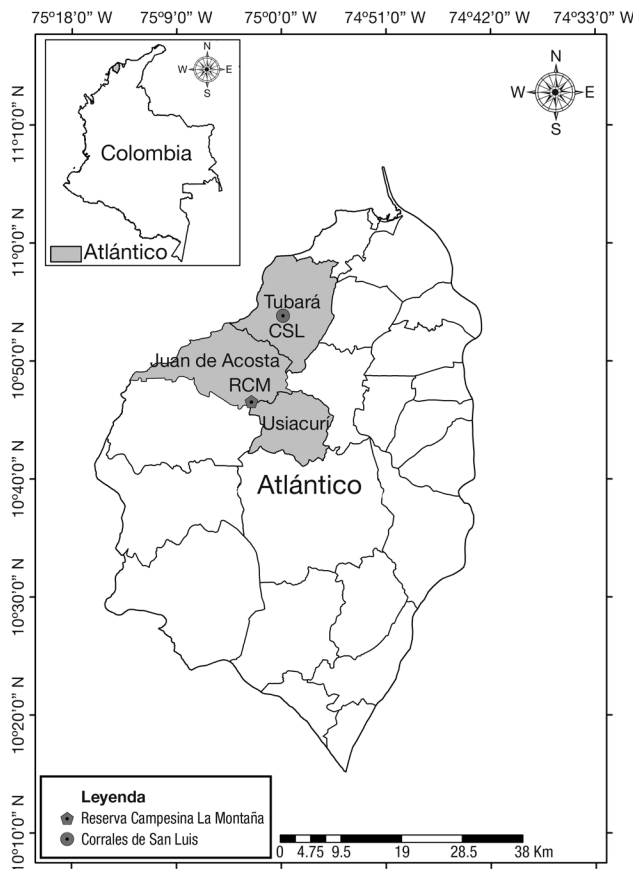 75°18'0" W 75°9'0" W 75°0'0" W 74°51'0" W 74°42'0" W 74°33'0" W
N
W E
S
Colombia
Atlántico
N
W E
S
11°10'0" N
11°0'0" N
10°50'0" N
10°40'0" N
10°30'0" N
10°20'0" N
10°10'0" N
Tubará
CSL
Juan de Acosta
RCM
Usiacurí
Atlántico
Leyenda
Reserva Campesina La Montaña
Corrales de San Luis
0 4.75 9.5 19 28.5 38 Km